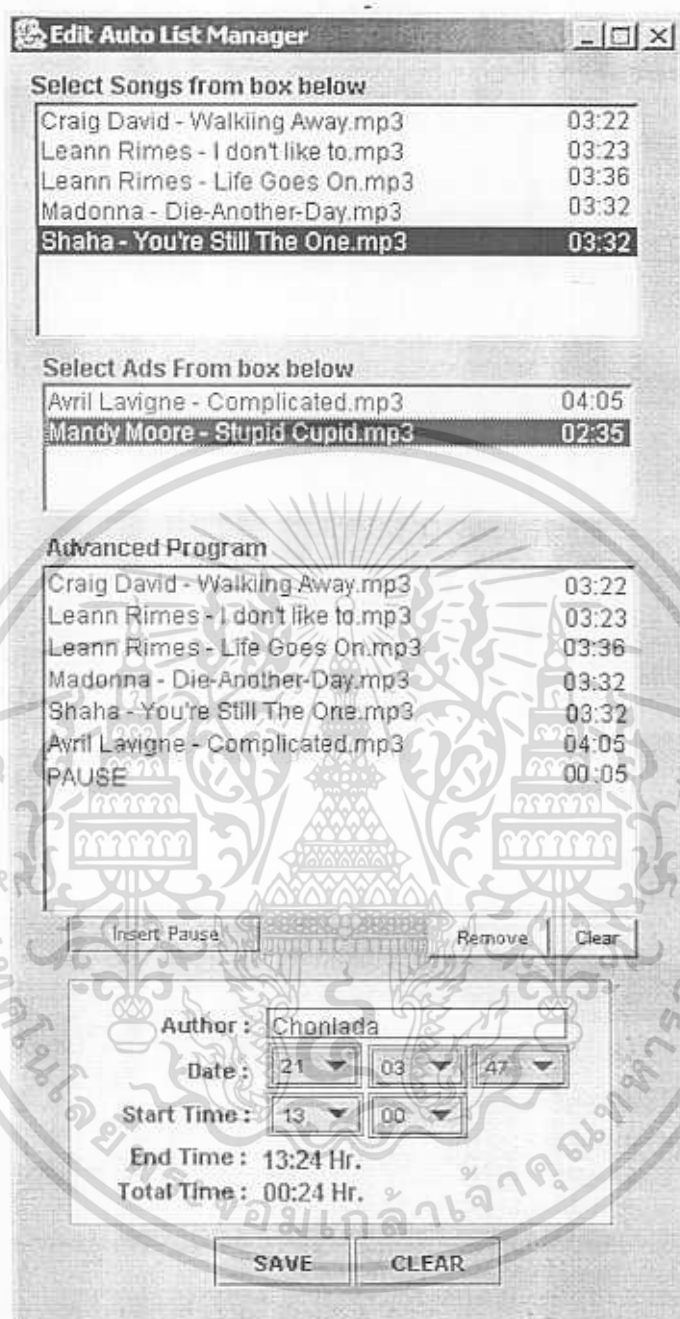 Edit Auto List Manager
Select Songs from box below
Craig David - Walkiing Away.mp3 03:22
Leann Rimes - I don't like to.mp3 03:23
Leann Rimes - Life Goes On.mp3 03:36
Madonna - Die-Another-Day.mp3 03:32
Shaha - You're Still The One.mp3 03:32
Select Ads From box below
Avril Lavigne - Complicated.mp3 04:05
Mandy Moore - Stupid Cupid.mp3 02:35
Advanced Program
Craig David - Walkiing Away.mp3 03:22
Leann Rimes - I don't like to.mp3 03:23
Leann Rimes - Life Goes On.mp3 03:36
Madonna - Die-Another-Day.mp3 03:32
Shaha - You're Still The One.mp3 03:32
Avril Lavigne - Complicated.mp3 04:05
PAUSE 00:05
Insert Pause Remove Clear
Author : Chonlada
Date : 21 03 47
Start Time : 13 00
End Time : 13:24 Hr.
Total Time : 00:24 Hr.
SAVE CLEAR